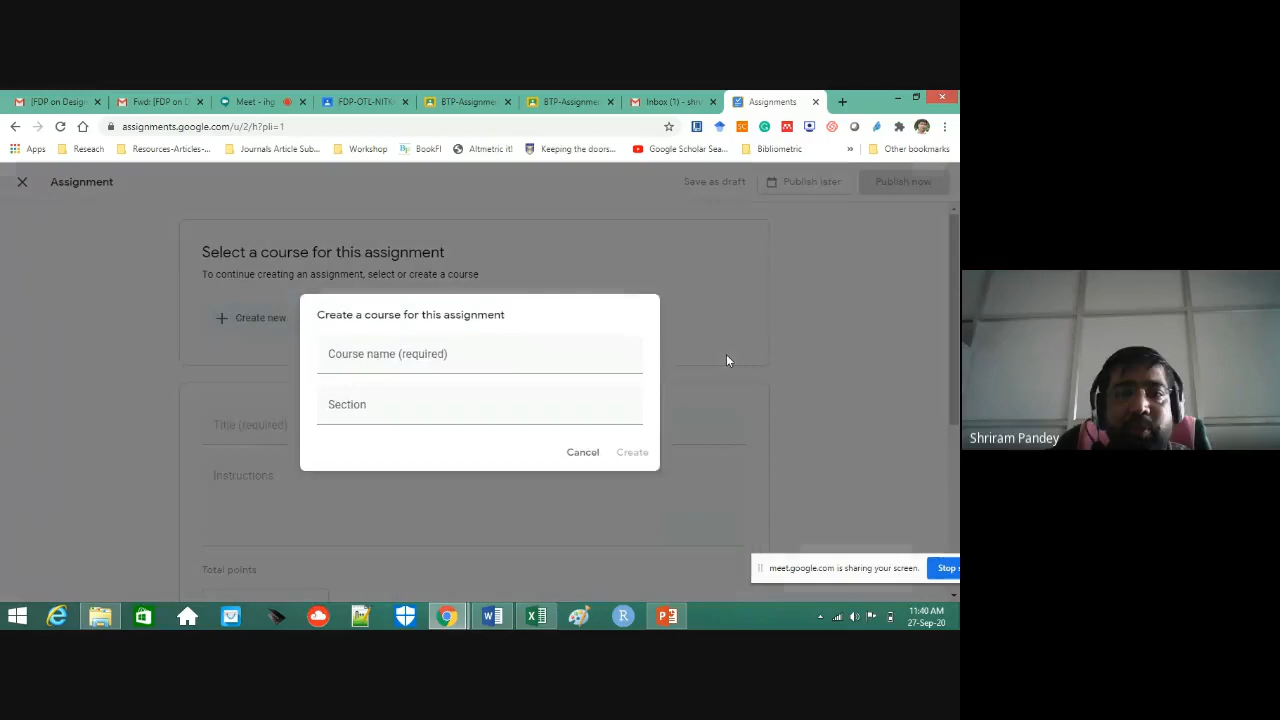 [FDP on Design
Fwd: [FDP on D
Meet - ihg
FDP-OTL-NITK
BTP-Assignme
BTP-Assignme
Inbox (1) - shri
Assignments
assignments.google.com/u/2/h?pli=1
Apps
Reseach
Resources-Articles-...
Journals Article Sub...
Workshop
BookFI
Altmetric it!
Keeping the doors...
Google Scholar Sea...
Bibliometric
»
Other bookmarks
Assignment
Save as draft
Publish later
Publish now
Select a course for this assignment
To continue creating an assignment, select or create a course
Create new
Create a course for this assignment
Course name (required)
Section
Cancel
Create
Title (required)
Instructions
Total points
meet.google.com is sharing your screen.
Stop s
11:40 AM
27-Sep-20
Shriram Pandey